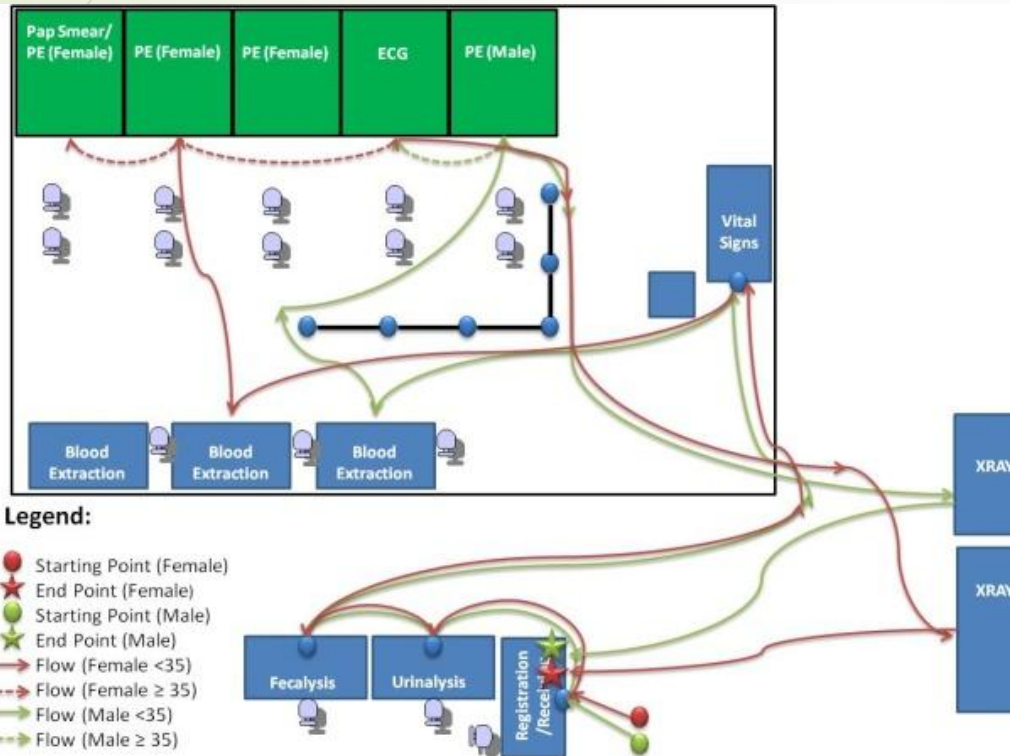 Pap Smear/
PE (Female)
PE (Female)
PE (Female)
ECG
PE (Male)
Vital
Signs
Blood
Extraction
Blood
Extraction
Blood
Extraction
XRAY
XRAY
Legend:
Starting Point (Female)
End Point (Female)
Starting Point (Male)
End Point (Male)
Flow (Female <35)
Flow (Female ≥ 35)
Flow (Male <35)
Flow (Male ≥ 35)
Fecalysis
Urinalysis
Registration